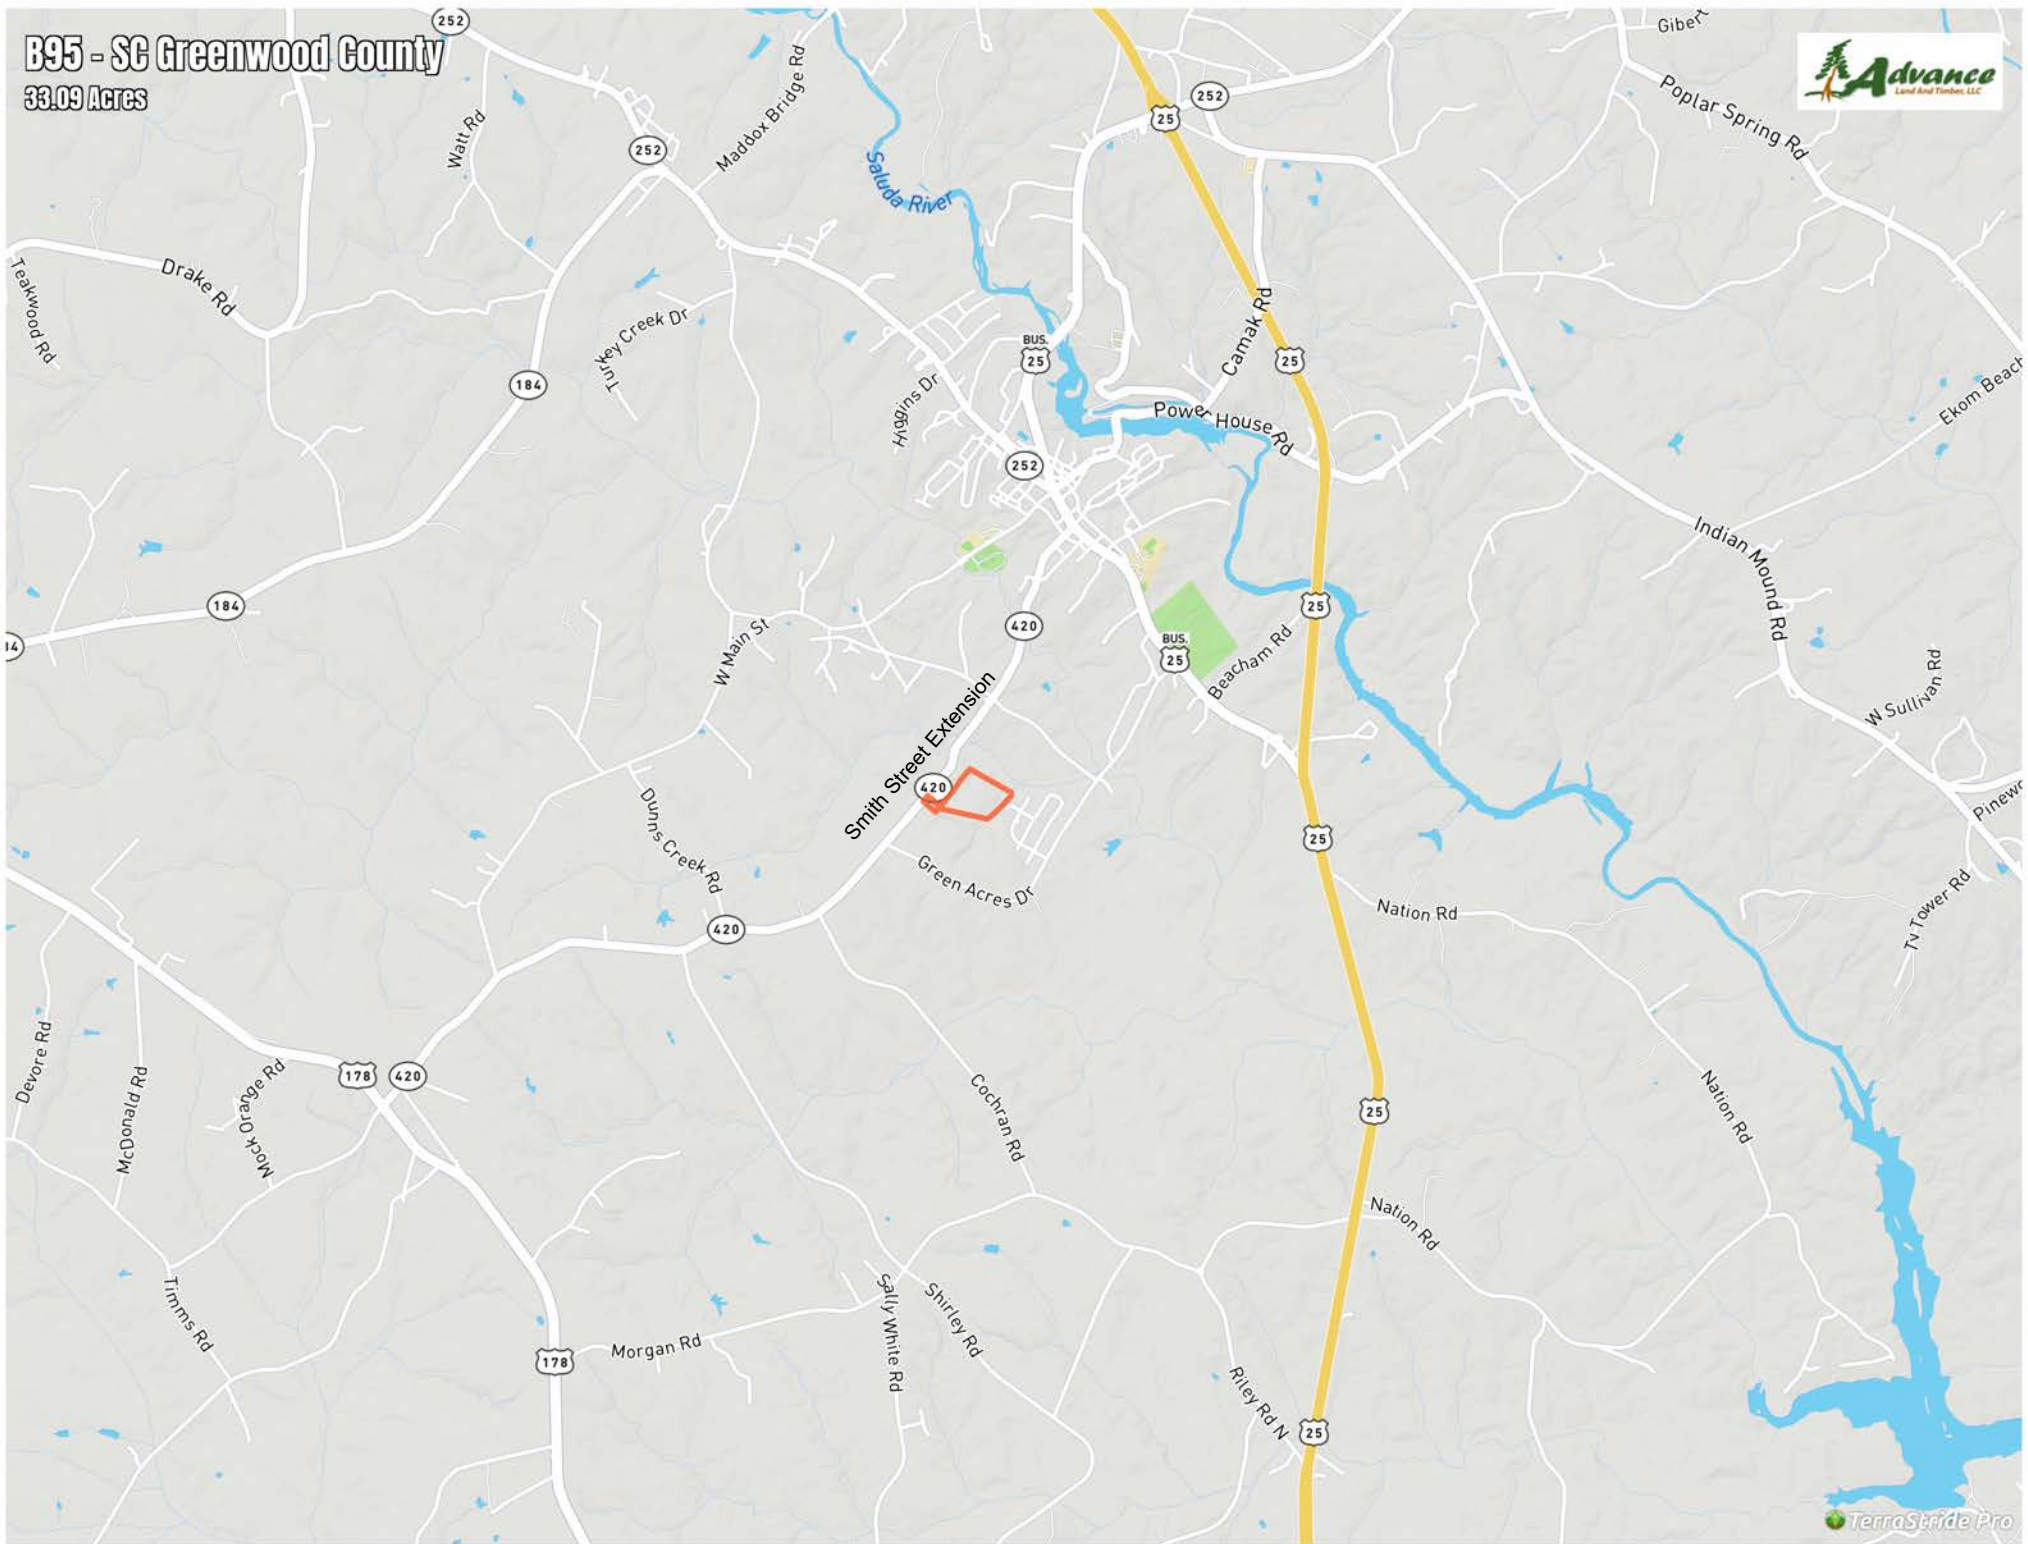 B95 - SC Greenwood County
33.09 Acres
Advance
Land And Timber, LLC
252
Gibert
Poplar Spring Rd
Maddox Bridge Rd
Watt Rd
252
25
252
Saluda River
Drake Rd
Teakwood Rd
Turkey Creek Dr
Camak Rd
BUS.
25
25
184
Higgins Dr
Power House Rd
Ekom Beach
252
Indian Mound Rd
184
25
420
W Main St
BUS.
25
Beacham Rd
W Sullivan Rd
Smith Street Extension
420
Dunns Creek Rd
25
Green Acres Dr
Tv Tower Rd
Nation Rd
420
Devore Rd
McDonald Rd
Mock Orange Rd
178
420
Cochran Rd
25
Nation Rd
Nation Rd
Timms Rd
Sally White Rd
Shirley Rd
Morgan Rd
178
Riley Rd N
25
TerraStride Pro